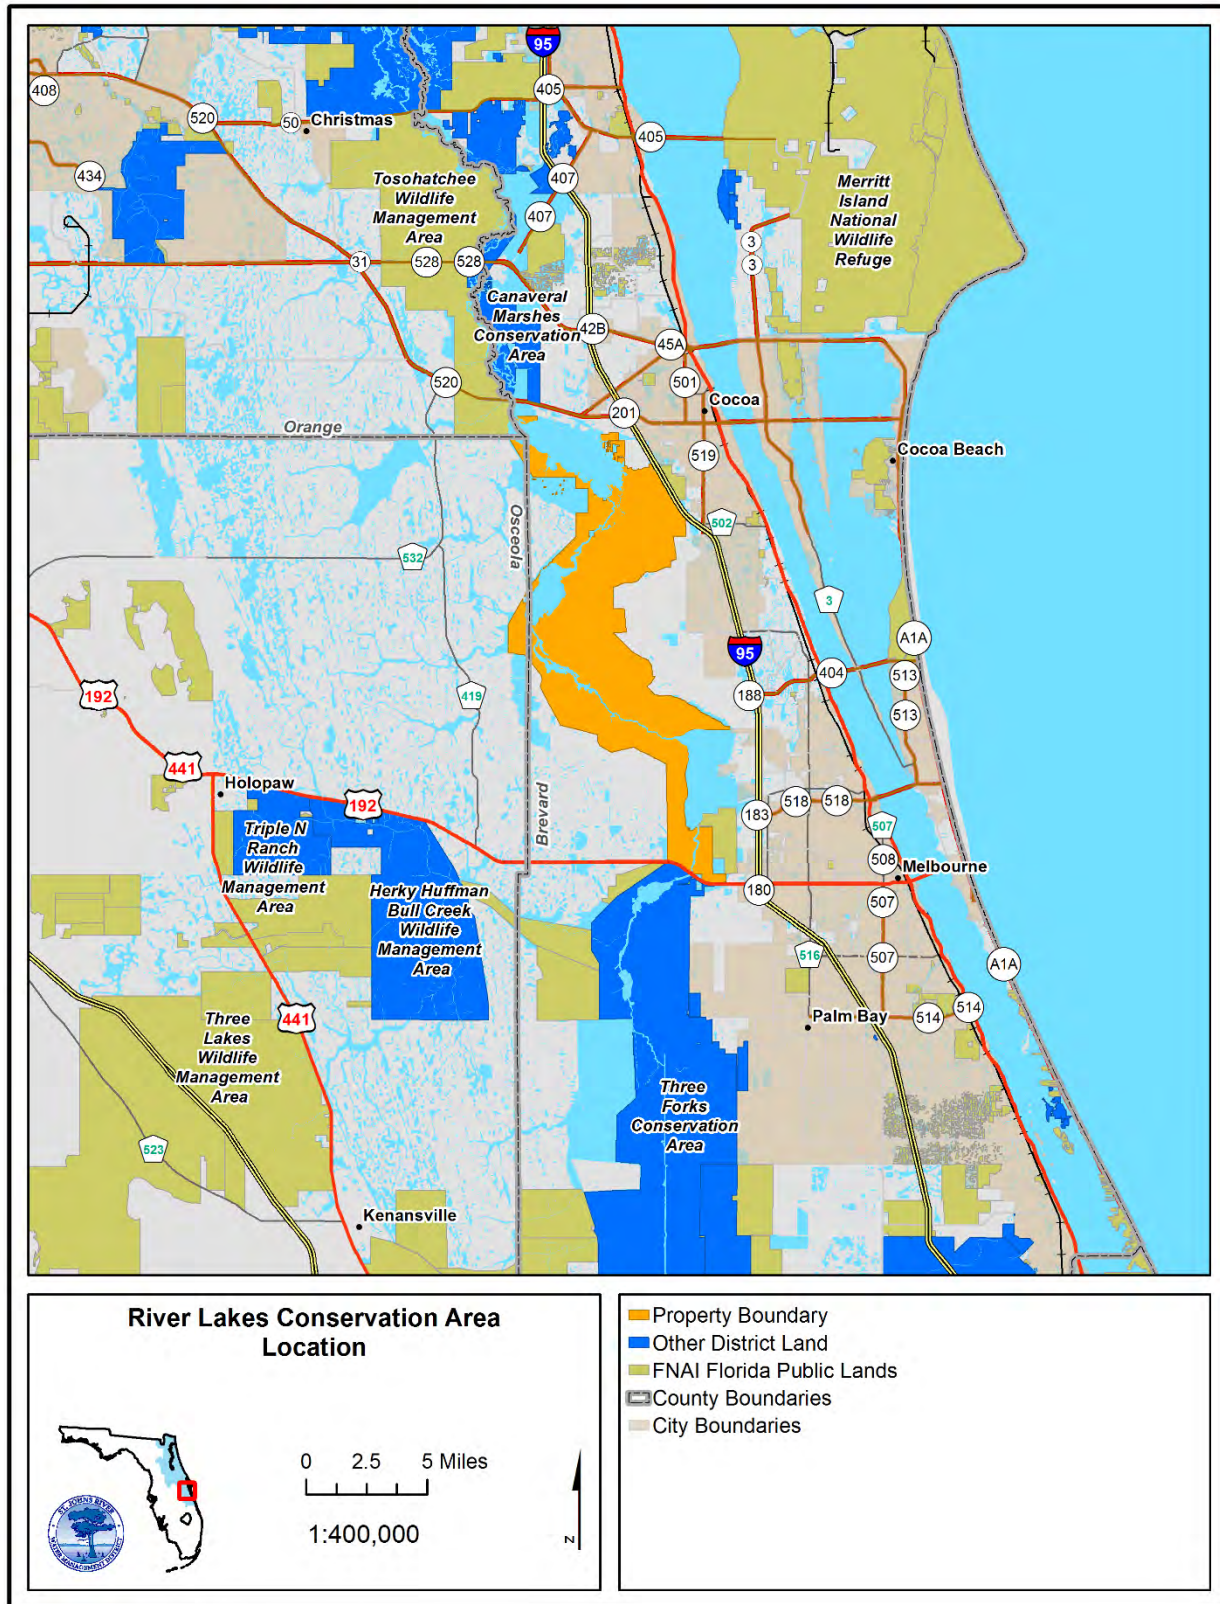 95
408
405
520
50
Christmas
405
434
407
Tosohatchee
Wildlife
Management
Area
Merritt
Island
National
Wildlife
Refuge
407
3
3
31
528
528
Canaveral
Marshes
Conservation
Area
42B
45A
520
501
201
Cocoa
Orange
519
Cocoa Beach
Osceola
502
532
3
A1A
95
404
513
192
419
188
513
441
Holopaw
192
518
518
183
507
Brevard
Triple N
Ranch
Wildlife
Management
Area
508
Melbourne
Herky Huffman
Bull Creek
Wildlife
Management
Area
180
507
516
507
A1A
Three
Lakes
Wildlife
Management
Area
441
514
514
Palm Bay
Three
Forks
Conservation
Area
523
Kenansville
River Lakes Conservation Area
Location
0 2.5 5 Miles
1:400,000
N
ST. JOHNS RIVER
WATER MANAGEMENT DISTRICT
Property Boundary
Other District Land
FNAI Florida Public Lands
County Boundaries
City Boundaries